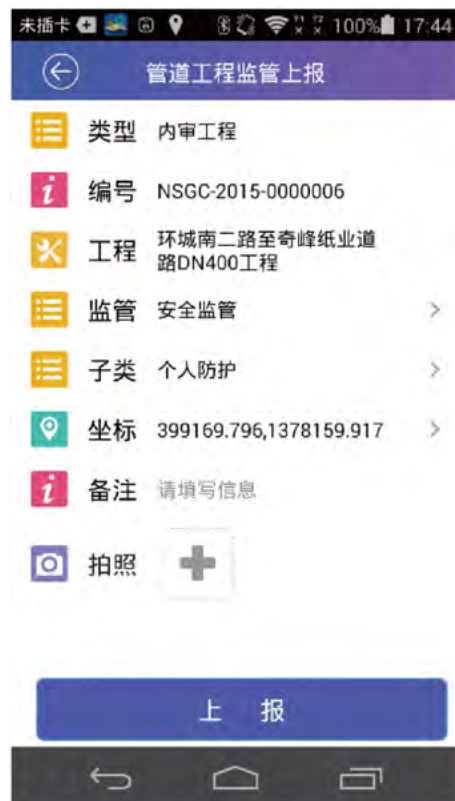 未插卡 100% 17:44
管道工程监管上报
类型 内审工程
编号 NSGC-2015-0000006
工程 环城南二路至奇峰纸业道
路DN400工程
监管 安全监管
子类 个人防护
坐标 399169.796,1378159.917
备注 请填写信息
拍照
上 报